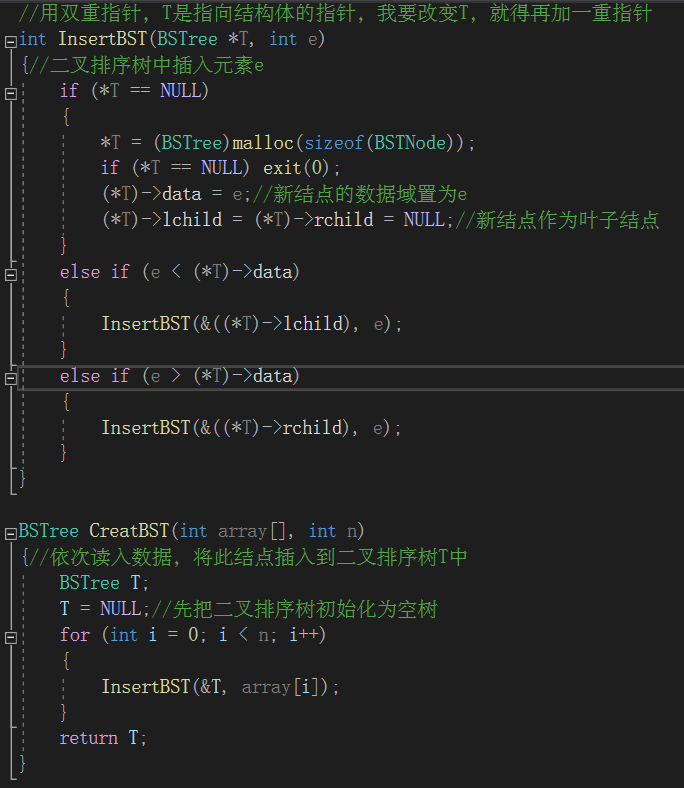 //用双重指针，T是指向结构体的指针，我要改变T，就得再加一重指针
int InsertBST(BSTree *T, int e)
{//二叉排序树中插入元素e
if (*T == NULL)
{
*T = (BSTree)malloc(sizeof(BSTNode));
if (*T == NULL) exit(0);
(*T)->data = e;//新结点的数据域置为e
(*T)->lchild = (*T)->rchild = NULL;//新结点作为叶子结点
}
else if (e < (*T)->data)
{
InsertBST(&((*T)->lchild), e);
}
else if (e > (*T)->data)
{
InsertBST(&((*T)->rchild), e);
}
}
BSTree CreatBST(int array[], int n)
{//依次读入数据，将此结点插入到二叉排序树T中
BSTree T;
T = NULL;//先把二叉排序树初始化为空树
for (int i = 0; i < n; i++)
{
InsertBST(&T, array[i]);
}
return T;
}